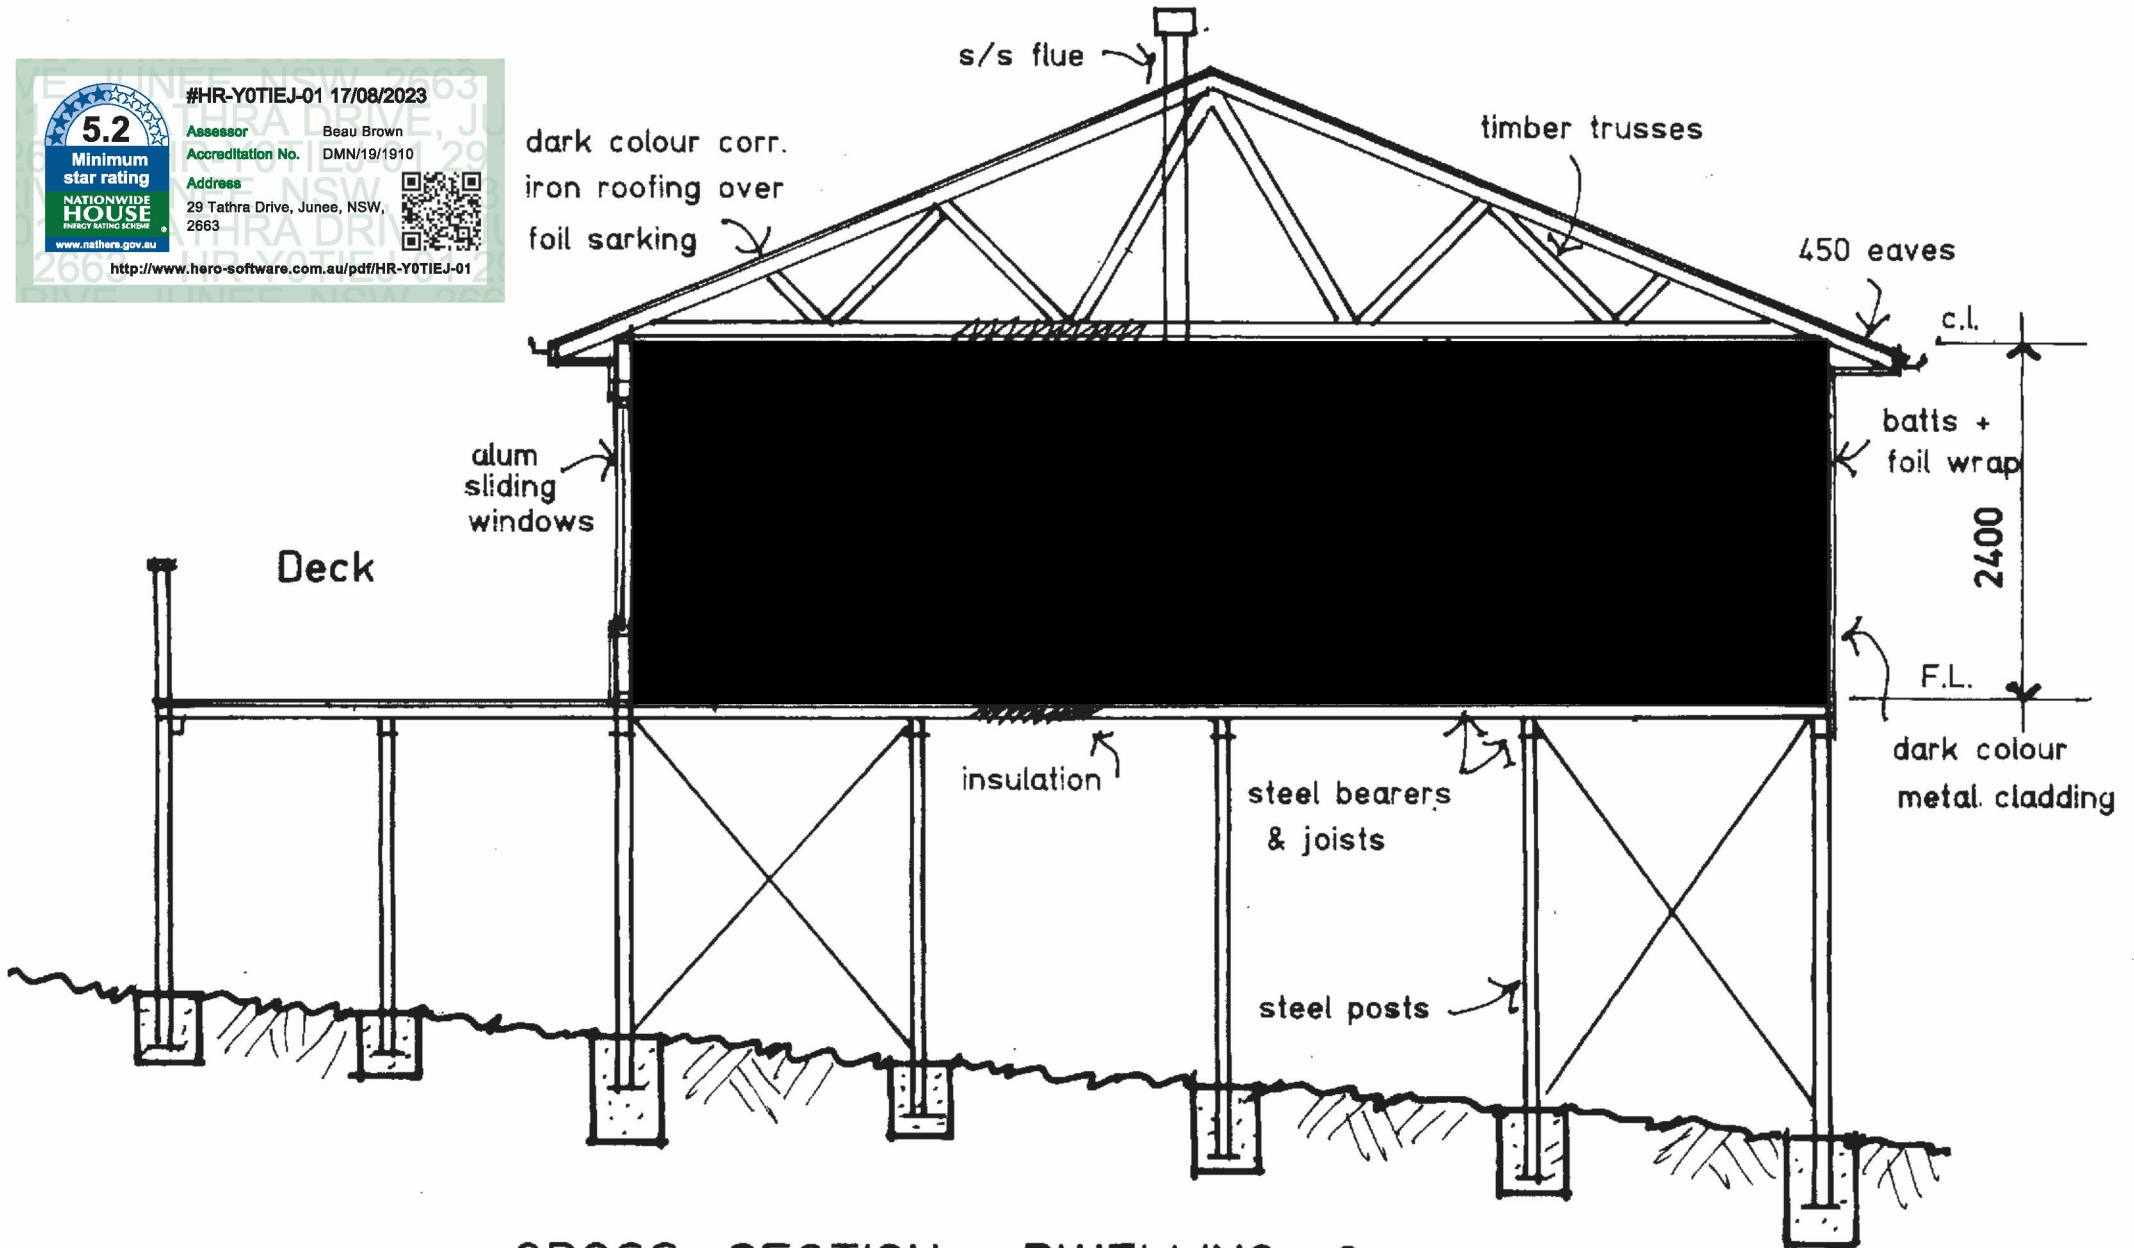 #HR-Y0TIEJ-01 17/08/2023
5.2
Minimum
star rating
NATIONWIDE
HOUSE
ENERGY RATING SCHEME
www.nathers.gov.au
Assessor Beau Brown
Accreditation No. DMN/19/1910
Address
29 Tathra Drive, Junee, NSW,
2663
http://www.hero-software.com.au/pdf/HR-Y0TIEJ-01
s/s flue
dark colour corr.
iron roofing over
foil sarking
timber trusses
450 eaves
c.l.
alum
sliding
windows
batts +
foil wrap
2400
Deck
F.L.
insulation
steel bearers
& joists
dark colour
metal cladding
steel posts
CROSS SECTION DWELLING